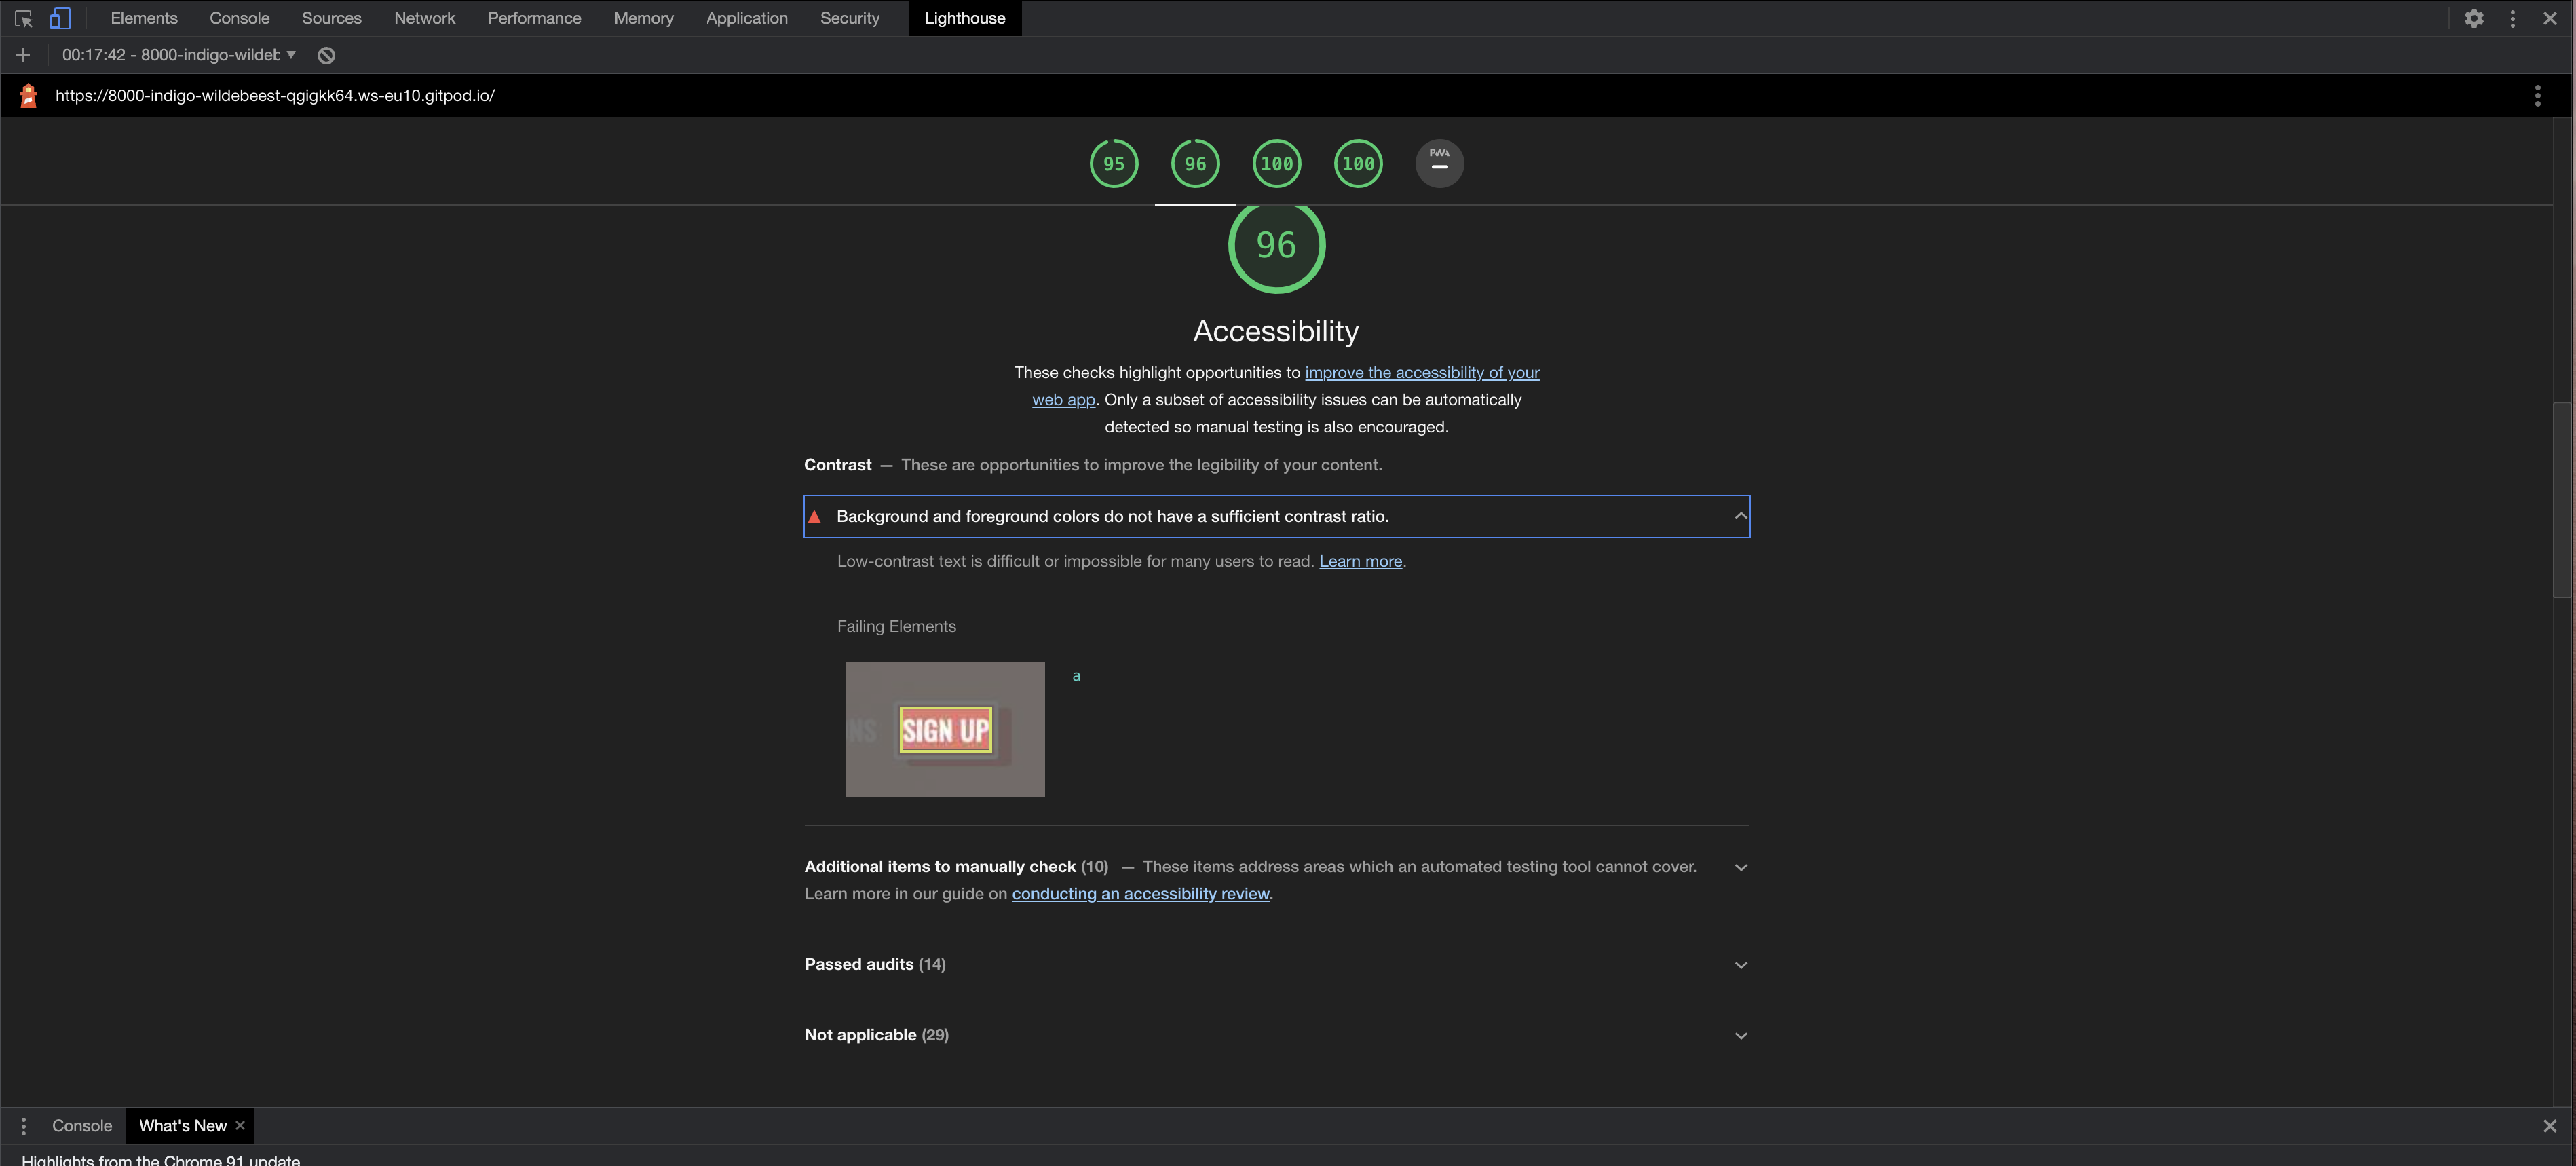 Elements Console Sources Network Performance Memory Application Security Lighthouse
00:17:42 - 8000-indigo-wildeb
https://8000-indigo-wildebeest-qgigkk64.ws-eu10.gitpod.io/
95 96 100 100 PWA
96
Accessibility
These checks highlight opportunities to improve the accessibility of your
web app. Only a subset of accessibility issues can be automatically
detected so manual testing is also encouraged.
Contrast — These are opportunities to improve the legibility of your content.
Background and foreground colors do not have a sufficient contrast ratio.
Low-contrast text is difficult or impossible for many users to read. Learn more.
Failing Elements
a
NS SIGN UP
Additional items to manually check (10) — These items address areas which an automated testing tool cannot cover.
Learn more in our guide on conducting an accessibility review.
Passed audits (14)
Not applicable (29)
Console What's New
Highlights from the Chrome 91 update